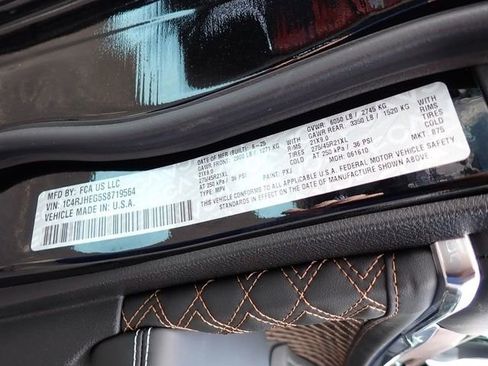 MFD BY FCA US LLC
DATE OF MFR (BUILT): 6-25
GVWR: 6050 LB / 2745 KG
GAWR FRONT: LB / KG
GAWR REAR: 3350 LB / 1520 KG
WITH
21X9.0 RIMS
WITH
21X9.0 RIMS
275/45R21XL TIRES
275/45R21XL TIRES
AT 250 kPa / 36 PSI COLD
AT 250 kPa / 36 PSI COLD
THIS VEHICLE CONFORMS TO ALL APPLICABLE U.S.A. FEDERAL MOTOR VEHICLE SAFETY
STANDARDS IN EFFECT ON THE DATE OF MANUFACTURE SHOWN ABOVE.
VIN: 1C4RJHEG5S8719564
TYPE: MPV
PAINT: PXJ
MDH: 061610
MKT: 875
VEHICLE MADE IN U.S.A.